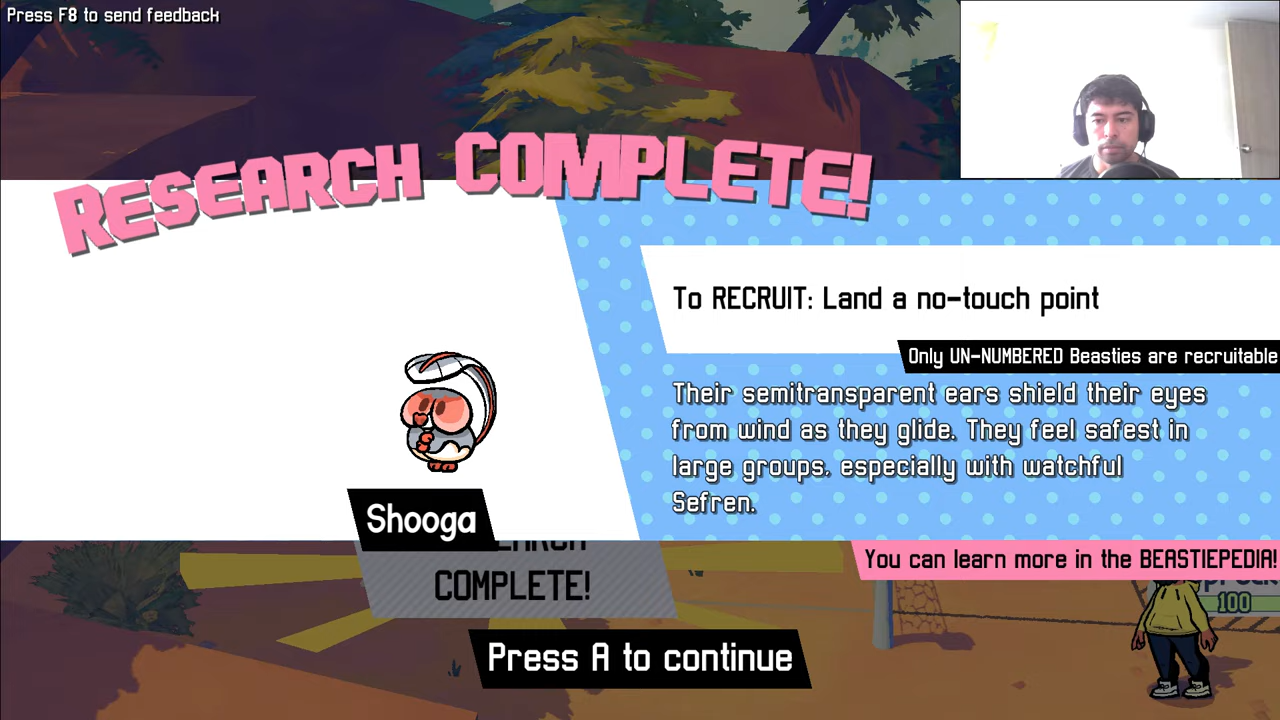 Press F8 to send feedback
RESEARCH COMPLETE!
To RECRUIT: Land a no-touch point
Only UN-NUMBERED Beasties are recruitable
Their semitransparent ears shield their eyes
from wind as they glide. They feel safest in
large groups, especially with watchful
Sefren.
Shooga
COMPLETE!
You can learn more in the BEASTIEPEDIA!
100
Press A to continue